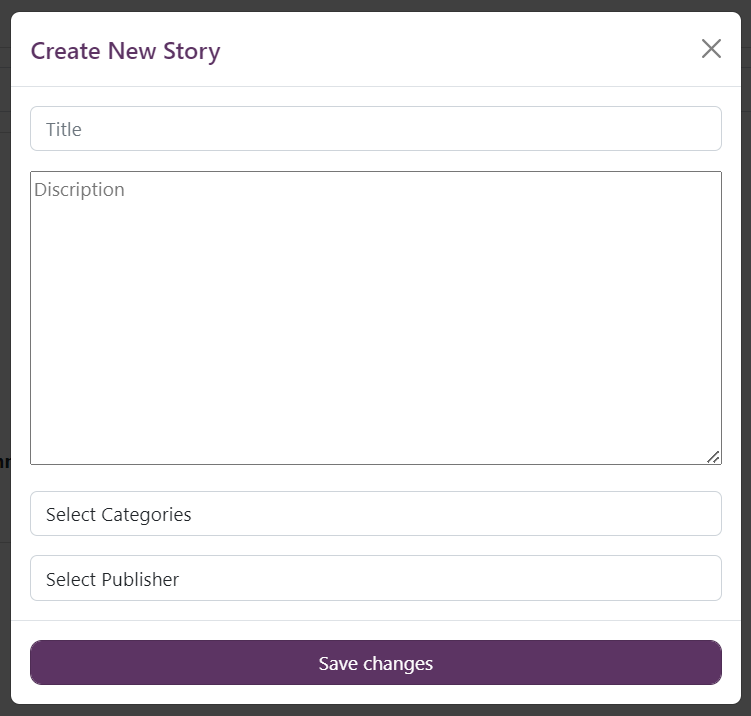 Create New Story
Title
Discription
Select Categories
Select Publisher
Save changes